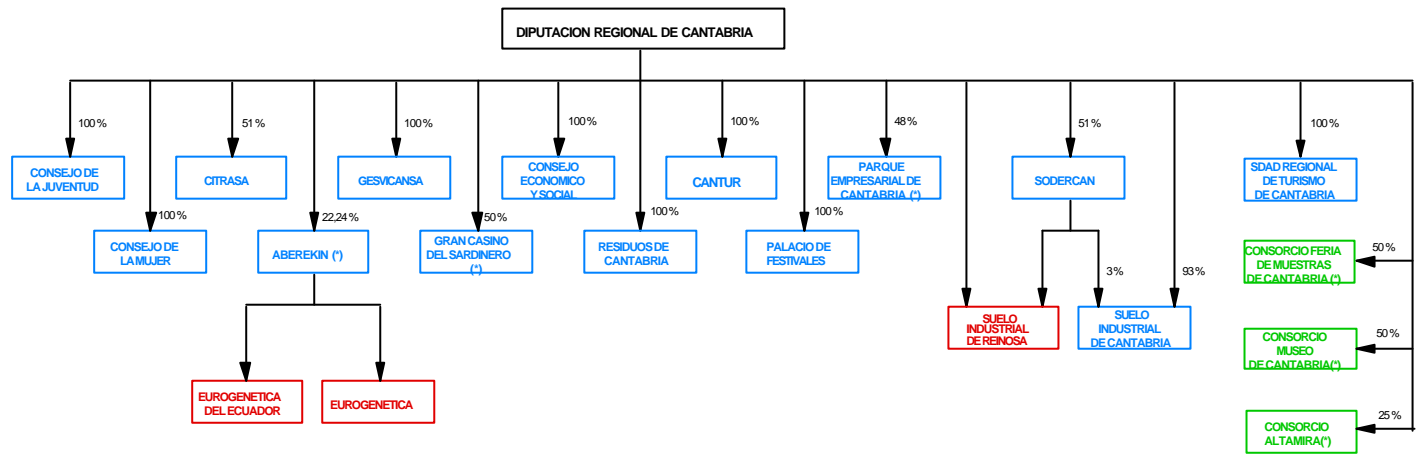 DIPUTACION REGIONAL DE CANTABRIA
100%
51%
100%
100%
100%
48%
51%
100%
CONSEJO DE
LA JUVENTUD
CITRASA
GESVICANSA
CONSEJO
ECONOMICO
Y SOCIAL
CANTUR
PARQUE
EMPRESARIAL DE
CANTABRIA (*)
SODERCAN
SDAD REGIONAL
DE TURISMO
DE CANTABRIA
100%
22,24%
50%
100%
100%
CONSEJO DE
LA MUJER
ABEREKIN (*)
GRAN CASINO
DEL SARDINERO
(*)
RESIDUOS DE
CANTABRIA
PALACIO DE
FESTIVALES
CONSORCIO FERIA
DE MUESTRAS
DE CANTABRIA (*)
50%
3%
93%
SUELO
INDUSTRIAL
DE REINOSA
SUELO
INDUSTRIAL
DE CANTABRIA
CONSORCIO
MUSEO
DE CANTABRIA(*)
50%
EUROGENETICA
DEL ECUADOR
EUROGENETICA
CONSORCIO
ALTAMIRA(*)
25%